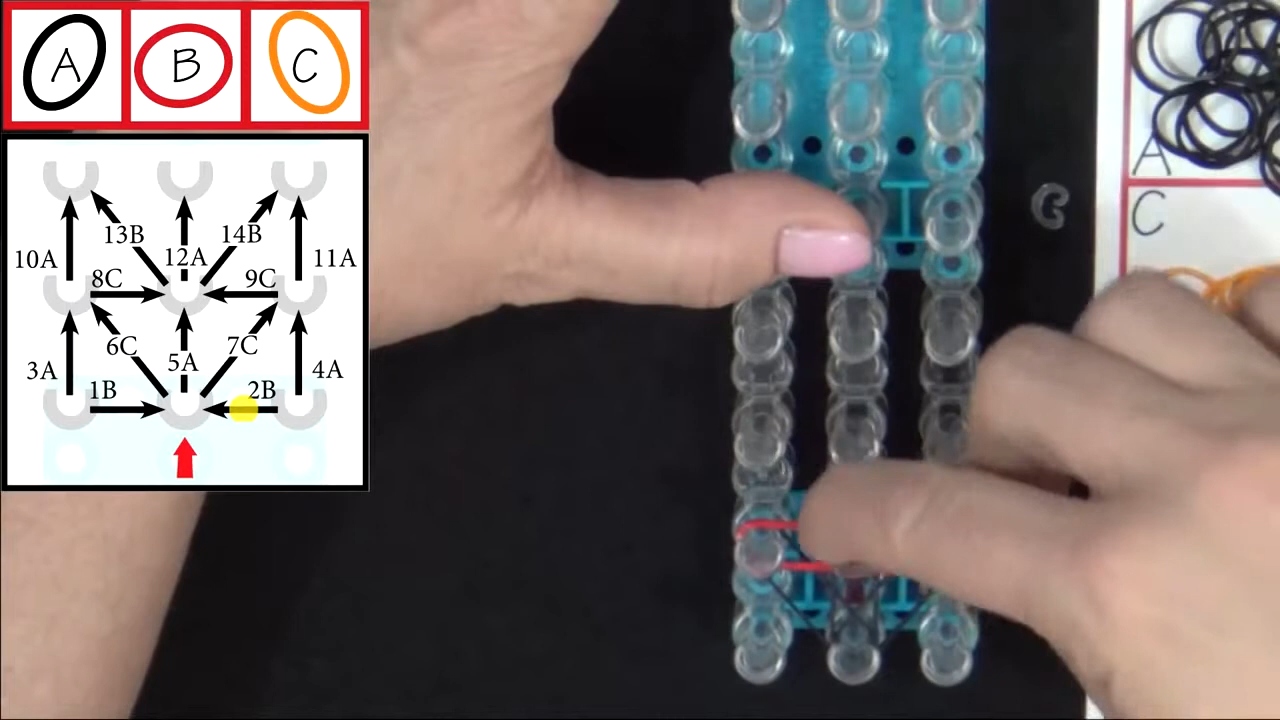 A B C
13B 14B
10A 12A 11A
8C 9C
6C 7C
3A 5A 4A
1B 2B
A
C